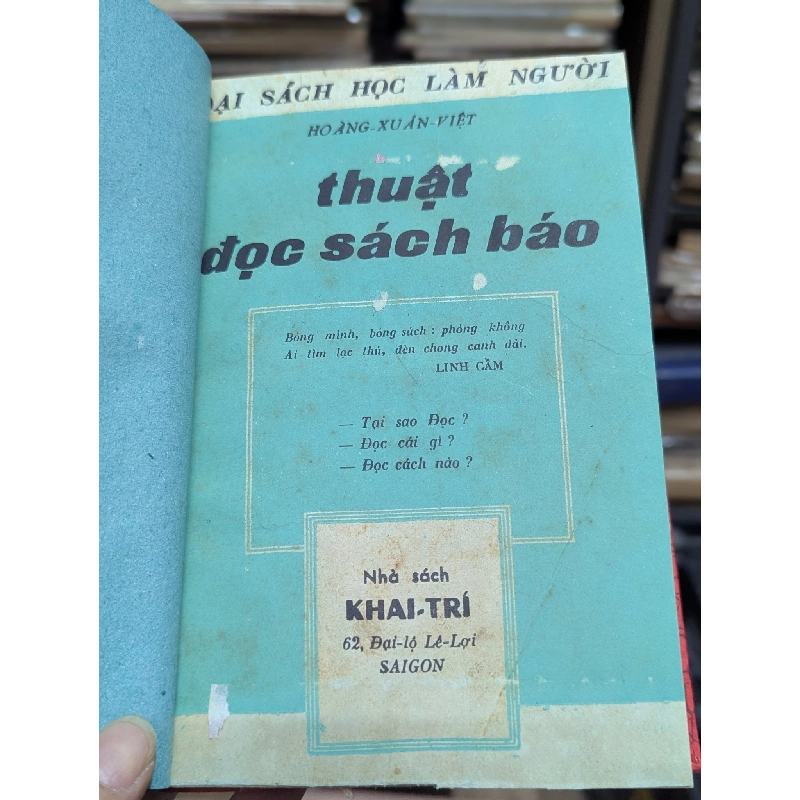 LOẠI SÁCH HỌC LÀM NGƯỜI
HOÀNG-XUÂN-VIỆT
thuật
đọc sách báo
Bóng mình, bóng sách : phòng không
Ai tìm lạc thú, đèn chong canh dài.
LINH CẦM
— Tại sao Đọc ?
— Đọc cái gì ?
— Đọc cách nào ?
Nhà sách
KHAI-TRÍ
62, Đại-lộ Lê-Lợi
SAIGON